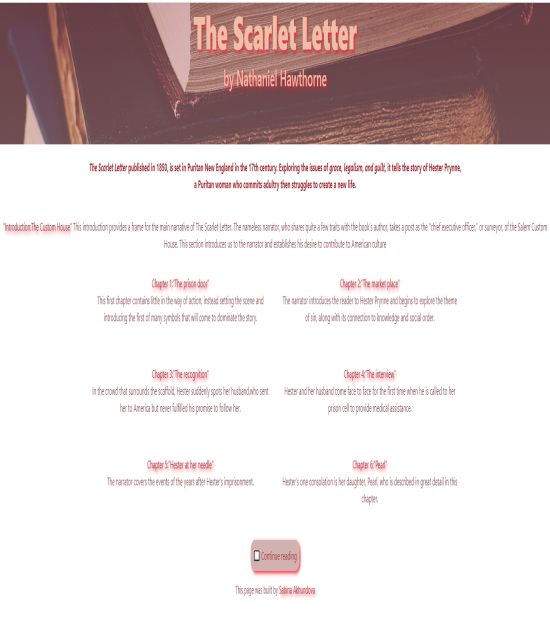 The Scarlet Letter
by Nathaniel Hawthorne
The Scarlet Letter published in 1850, is set in Puritan New England in the 17th century. Exploring the issues of grace, legalism, and guilt, it tells the story of Hester Prynne,
a Puritan woman who commits adultry then struggles to create a new life.
"Introduction:The Custom House" This introduction provides a frame for the main narrative of The Scarlet Letter. The nameless narrator, who shares quite a few traits with the book's author, takes a post as the "chief executive officer," or surveyor, of the Salem Custom
House. This section introduces us to the narrator and establishes his desire to contribute to American culture
Chapter 1:"The prison door"
This first chapter contains little in the way of action, instead setting the scene and
introducing the first of many symbols that will come to dominate the story.
Chapter 2:"The market place"
The narrator introduces the reader to Hester Prynne and begins to explore the theme
of sin, along with its connection to knowledge and social order.
Chapter 3:"The recognition"
In the crowd that surrounds the scaffold, Hester suddenly spots her husband,who sent
her to America but never fulfilled his promise to follow her.
Chapter 4:"The interview"
Hester and her husband come face to face for the first time when he is called to her
prison cell to provide medical assistance.
Chapter 5:"Hester at her needle"
The narrator covers the events of the years after Hester's imprisonment.
Chapter 6:"Pearl"
Hester's one consolation is her daughter, Pearl, who is described in great detail in this
chapter.
Continue reading
This page was built by Sabina Akhundova